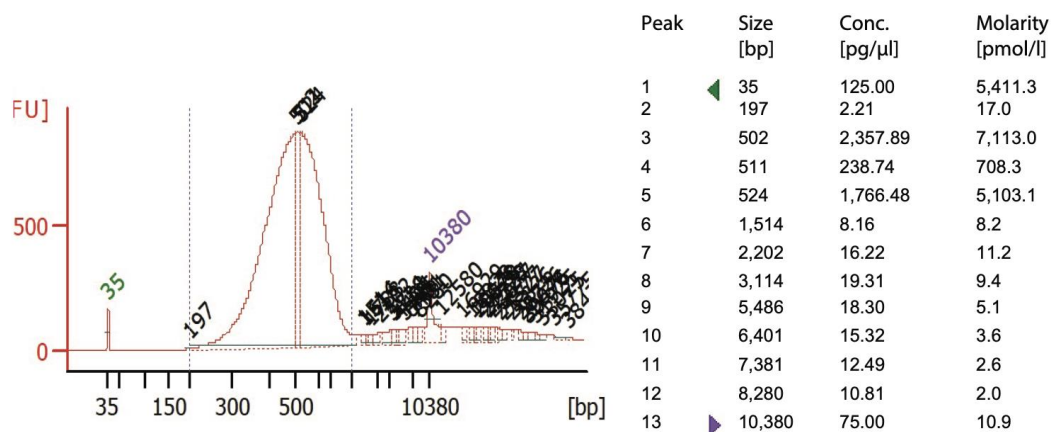 FU]
500
0
35
197
10380
12580
35 150 300 500 10380 [bp]
Peak Size Conc. Molarity
[bp] [pg/µl] [pmol/l]
1 35 125.00 5,411.3
2 197 2.21 17.0
3 502 2,357.89 7,113.0
4 511 238.74 708.3
5 524 1,766.48 5,103.1
6 1,514 8.16 8.2
7 2,202 16.22 11.2
8 3,114 19.31 9.4
9 5,486 18.30 5.1
10 6,401 15.32 3.6
11 7,381 12.49 2.6
12 8,280 10.81 2.0
13 10,380 75.00 10.9